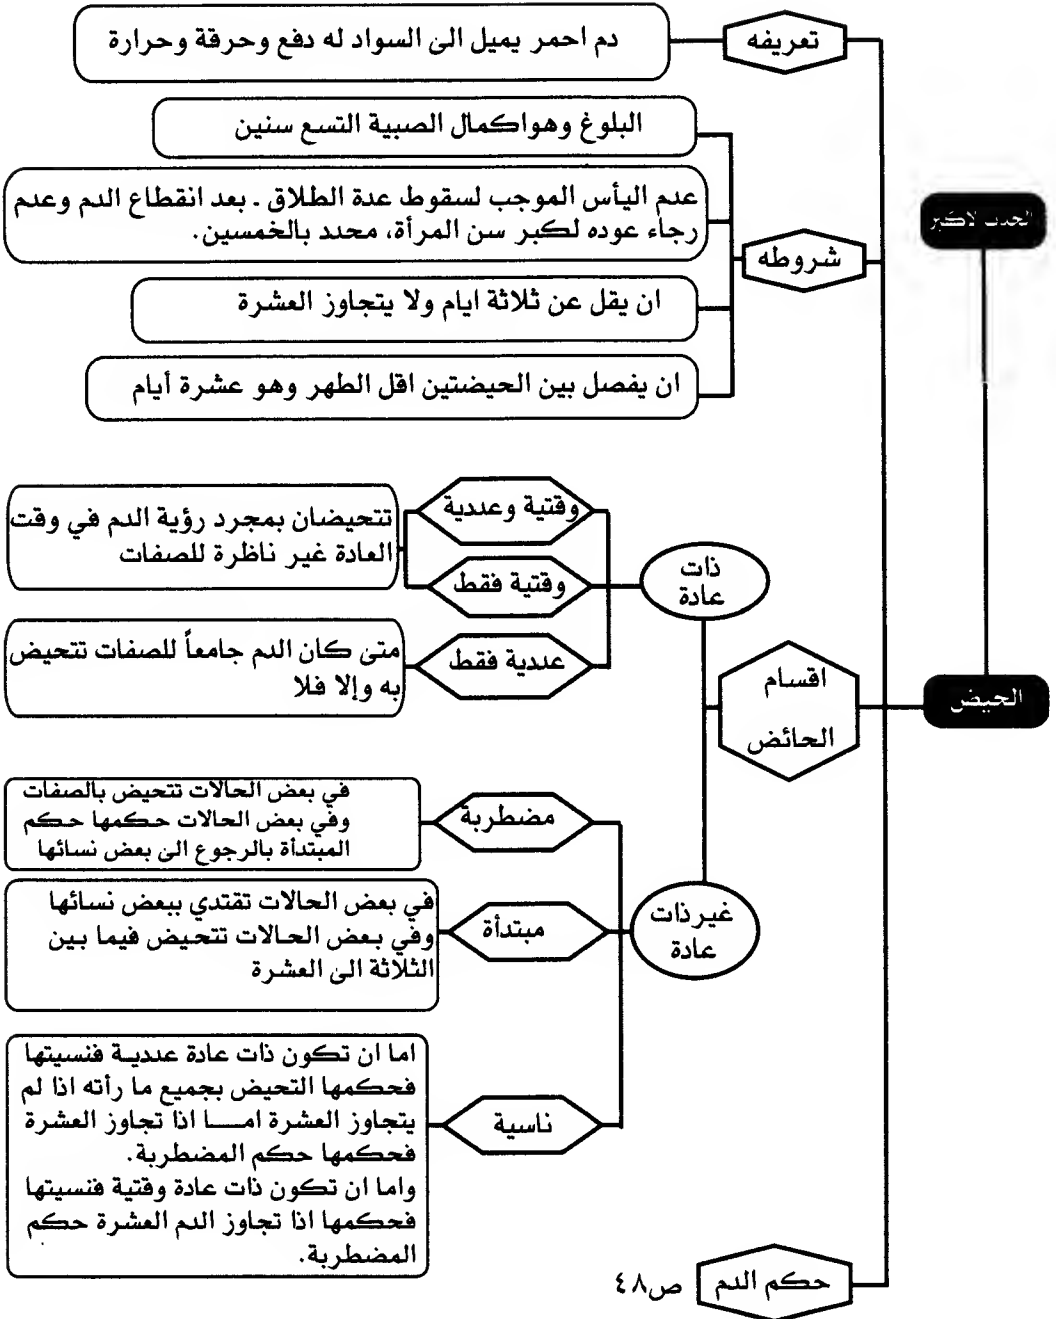 الحدث الاكبر
الحيض
تعريفه
دم احمر يميل الى السواد له دفع وحرقة وحرارة
شروطه
البلوغ وهواكمال الصبية التسع سنين
عدم اليأس الموجب لسقوط عدة الطلاق . بعد انقطاع الدم وعدم
رجاء عوده لكبر سن المرأة، محدد بالخمسين.
ان يقل عن ثلاثة ايام ولا يتجاوز العشرة
ان يفصل بين الحيضتين اقل الطهر وهو عشرة أيام
اقسام
الحائض
ذات
عادة
وقتية وعددية
وقتية فقط
تتحيضان بمجرد رؤية الدم في وقت
العادة غير ناظرة للصفات
عددية فقط
متى كان الدم جامعاً للصفات تتحيض
به وإلا فلا
غيرذات
عادة
مضطربة
في بعض الحالات تتحيض بالصفات
وفي بعض الحالات حكمها حكم
المبتدأة بالرجوع الى بعض نسائها
مبتدأة
في بعض الحالات تقتدي ببعض نسائها
وفي بعض الحالات تتحيض فيما بين
الثلاثة الى العشرة
ناسية
اما ان تكون ذات عادة عددية فنسيتها
فحكمها التحيض بجميع ما رأته اذا لم
يتجاوز العشرة امـــا اذا تجاوز العشرة
فحكمها حكم المضطربة.
واما ان تكون ذات عادة وقتية فنسيتها
فحكمها اذا تجاوز الدم العشرة حكم
المضطربة.
حكم الدم
ص٤٨